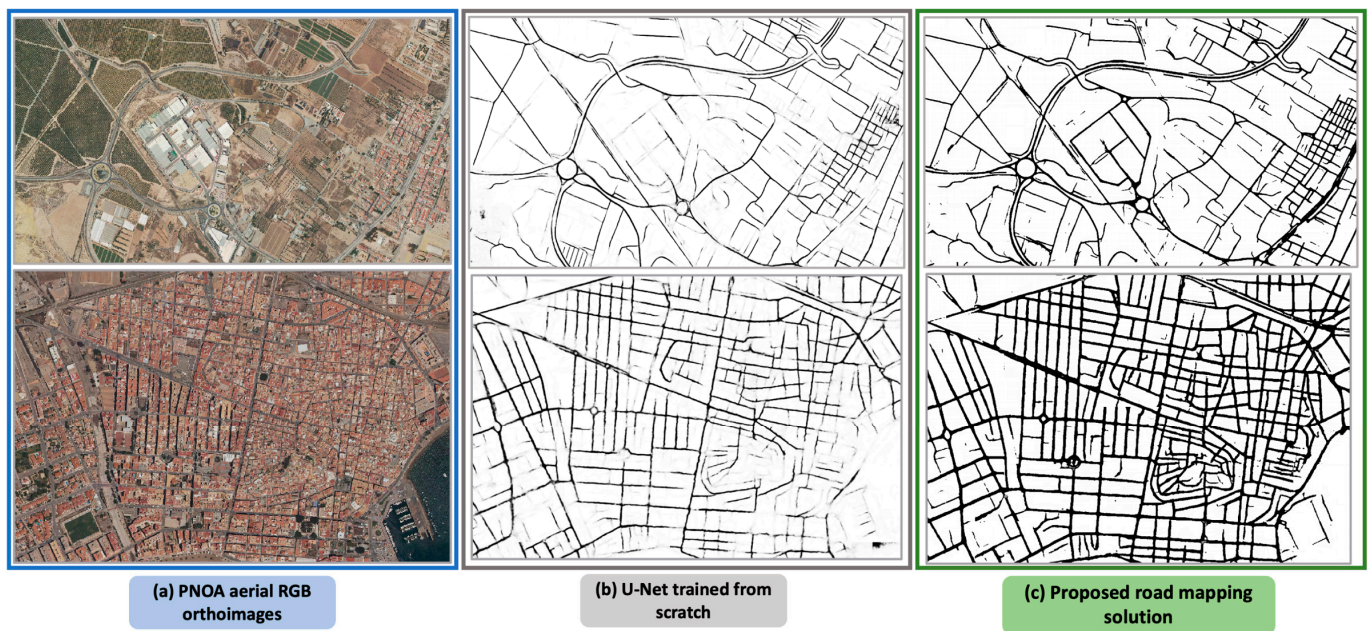 (a) PNOA aerial RGB
orthoimages
(b) U-Net trained from
scratch
(c) Proposed road mapping
solution